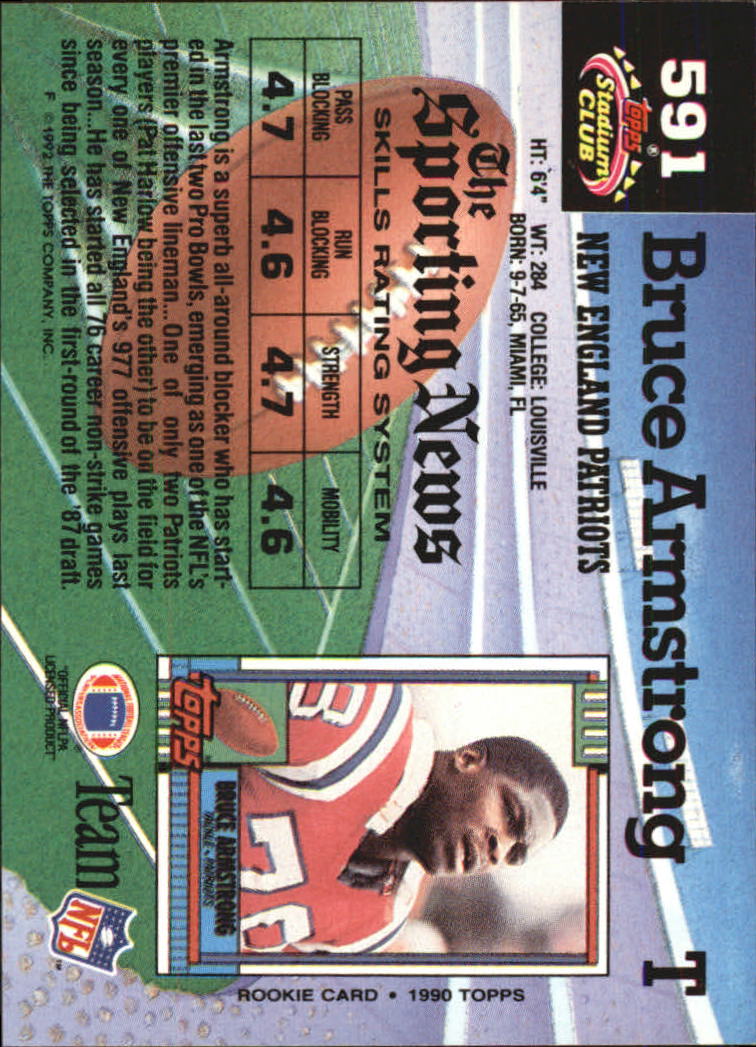 591
Topps®
Stadium
CLUB
Bruce Armstrong T
NEW ENGLAND PATRIOTS
HT: 6'4" WT: 284 COLLEGE: LOUISVILLE
BORN: 9-7-65, MIAMI, FL
The
Sporting News
SKILLS RATING SYSTEM
PASS BLOCKING
RUN BLOCKING
STRENGTH
MOBILITY
4.7
4.6
4.7
4.6
Armstrong is a superb all-around blocker who has start-
ed in the last two Pro Bowls, emerging as one of the NFL's
premier offensive lineman... One of only two Patriots
players (Pat Harlow being the other) to be on the field for
every one of New England's 977 offensive plays last
season...He has started all 76 career non-strike games
since being selected in the first-round of the '87 draft.
F © 1992 THE TOPPS COMPANY, INC.
78
Topps
BRUCE ARMSTRONG
ROOKIE CARD • 1990 TOPPS
"OFFICIAL NFLPA
LICENSED PRODUCT"
Team
NFL
TM